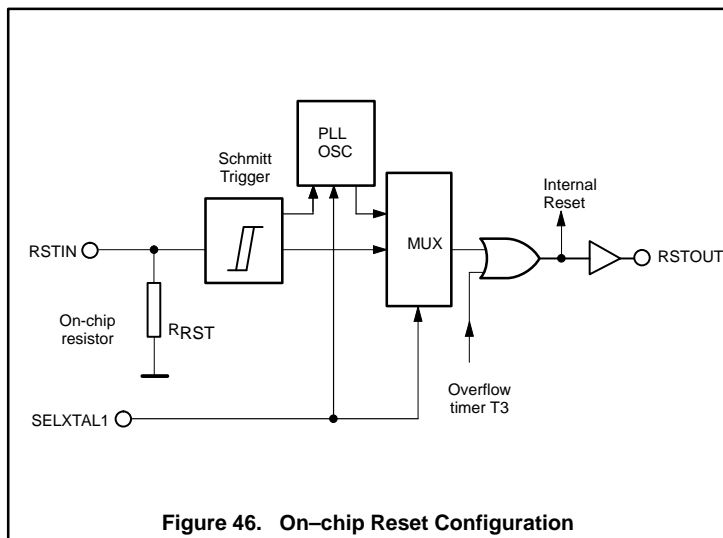 PLL
OSC
Schmitt
Trigger
Internal
Reset
MUX
RSTIN
RSTOUT
On-chip
resistor
RRST
Overflow
timer T3
SELXTAL1
Figure 46. On–chip Reset Configuration